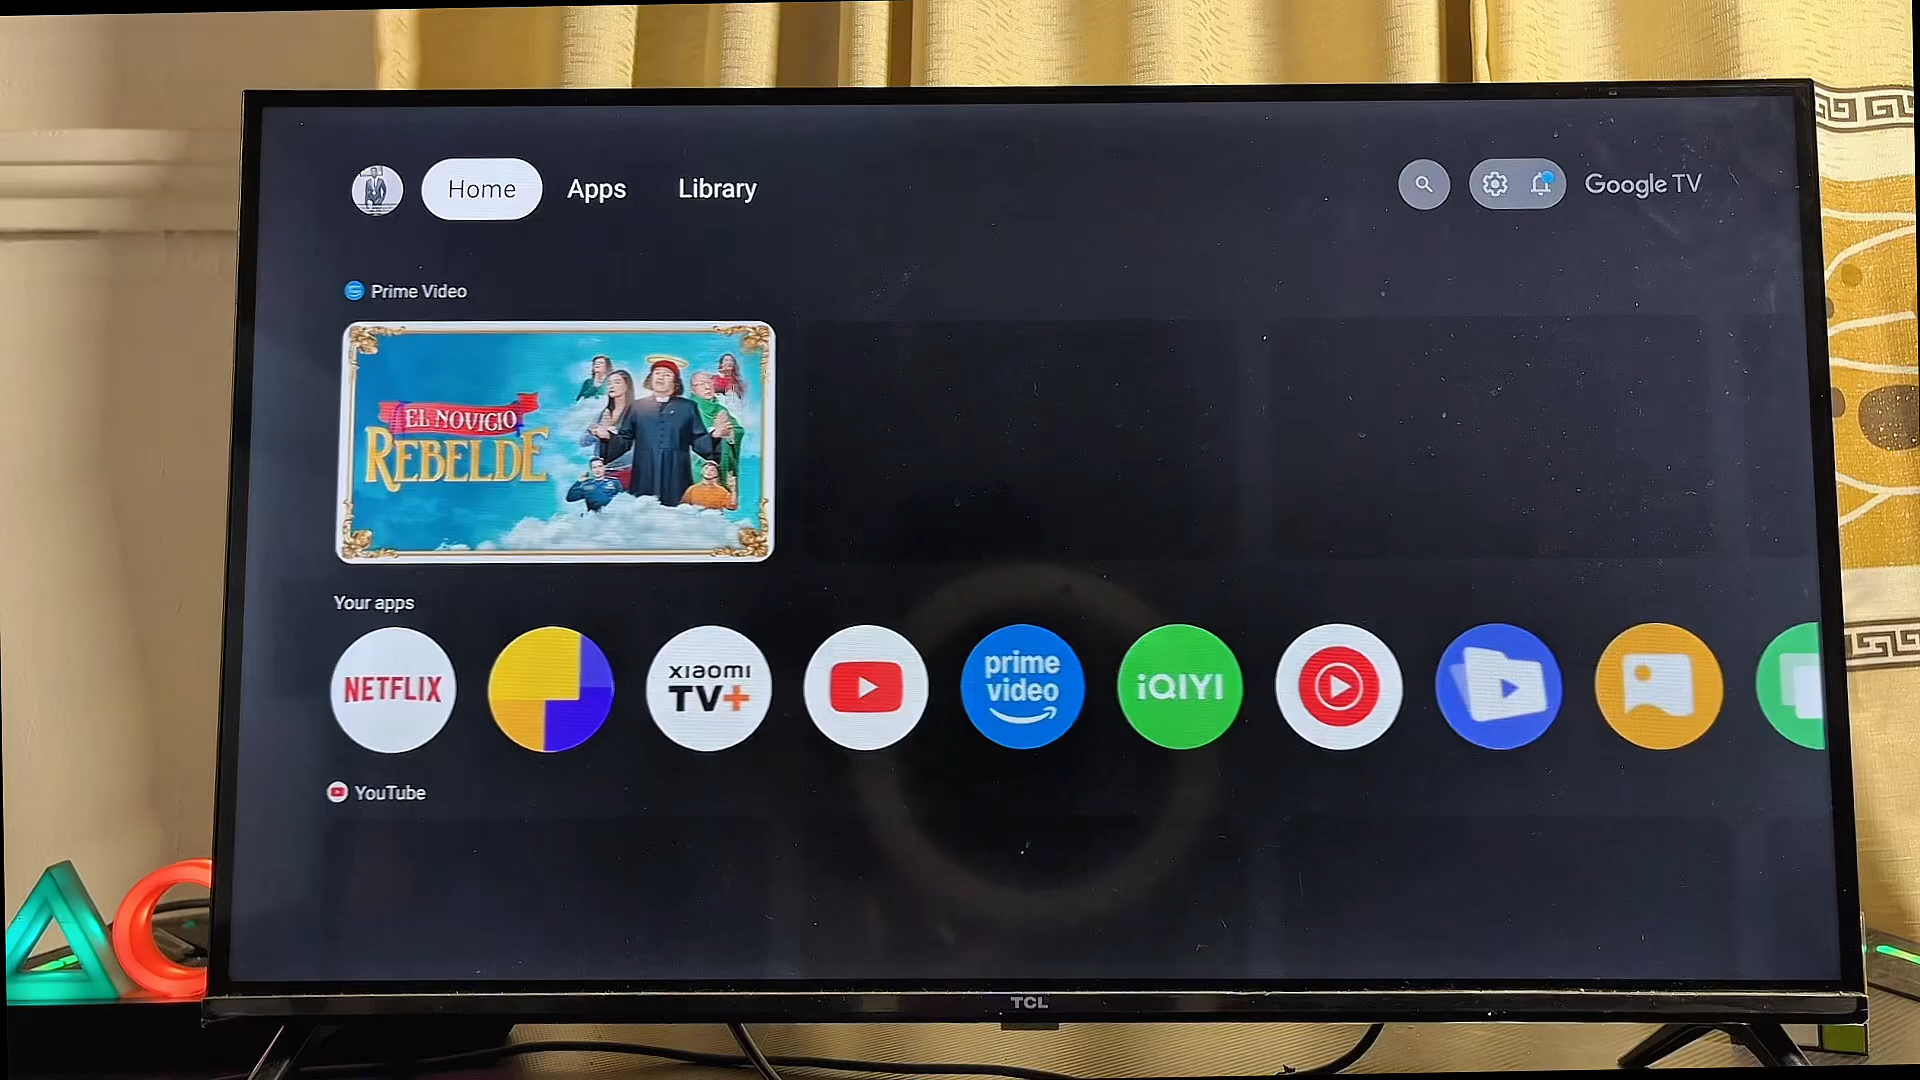 Home Apps Library Google TV
Prime Video
EL NOVICIO
REBELDE
Your apps
NETFLIX
xiaomi
TV+
prime
video
iQIYI
YouTube
TCL